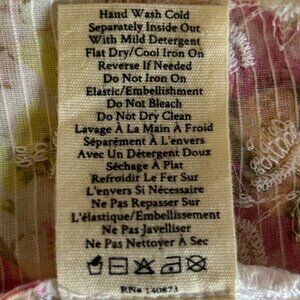 Hand Wash Cold
Separately Inside Out
With Mild Detergent
Flat Dry/Cool Iron On
Reverse If Needed
Do Not Iron On
Elastic/Embellishment
Do Not Bleach
Do Not Dry Clean
Lavage À La Main À Froid
Séparément À L'envers
Avec Un Détergent Doux
Séchage À Plat
Refroidir Le Fer Sur
L'envers Si Nécessaire
Ne Pas Repasser Sur
L'élastique/Embellissement
Ne Pas Javelliser
Ne Pas Nettoyer À Sec
RN# 140873